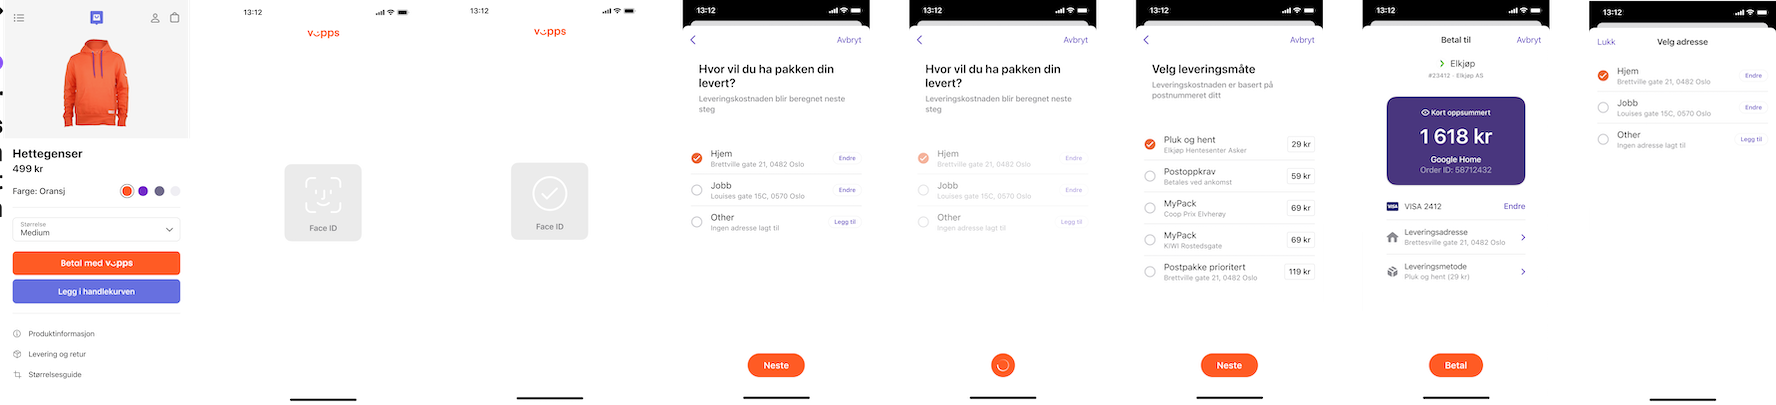 Hettegenser
499 kr
Farge: Oransj
Størrelse
Medium
Betal med vipps
Legg i handlekurven
Produktinformasjon
Levering og retur
Størrelsesguide
13:12
vipps
Face ID
13:12
vipps
Face ID
13:12
Avbryt
Hvor vil du ha pakken din
levert?
Leveringskostnaden blir beregnet neste
steg
Hjem
Brettville gate 21, 0482 Oslo
Endre
Jobb
Louises gate 15C, 0570 Oslo
Endre
Other
Ingen adresse lagt til
Legg til
Neste
13:12
Avbryt
Hvor vil du ha pakken din
levert?
Leveringskostnaden blir beregnet neste
steg
Hjem
Brettville gate 21, 0482 Oslo
Endre
Jobb
Louises gate 15C, 0570 Oslo
Endre
Other
Ingen adresse lagt til
Legg til
13:12
Avbryt
Velg leveringsmåte
Leveringskostnaden er basert på
postnummeret ditt
Pluk og hent
Elkjøp Hentesenter Asker
29 kr
Postoppkrav
Betales ved ankomst
59 kr
MyPack
Coop Prix Elvherøy
69 kr
MyPack
KIWI Rostedsgate
69 kr
Postpakke prioritert
Brettville gate 21, 0482 Oslo
119 kr
Neste
13:12
Betal til
Avbryt
Elkjøp
#23412 · Elkjøp AS
Kort oppsummert
1 618 kr
Google Home
Order ID: 58712432
VISA
VISA 2412
Endre
Leveringsadresse
Brettesville gate 21, 0482 Oslo
Leveringsmetode
Pluk og hent (29 kr)
Betal
13:12
Lukk
Velg adresse
Hjem
Brettville gate 21, 0482 Oslo
Endre
Jobb
Louises gate 15C, 0570 Oslo
Endre
Other
Ingen adresse lagt til
Legg til